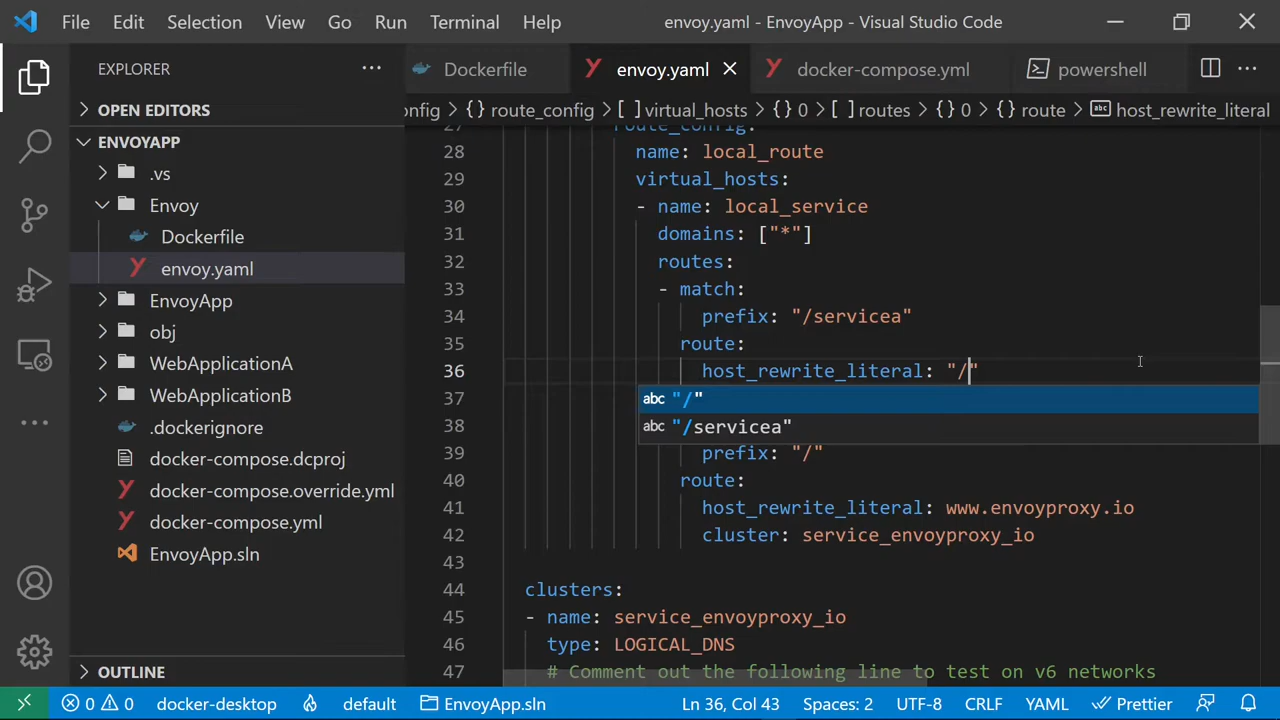 File Edit Selection View Go Run Terminal Help envoy.yaml - EnvoyApp - Visual Studio Code
EXPLORER ... Dockerfile envoy.yaml docker-compose.yml powershell ...
OPEN EDITORS
onfig > {} route_config > [ ] virtual_hosts > {} 0 > [ ] routes > {} 0 > {} route > abc host_rewrite_literal
ENVOYAPP
.vs
Envoy
Dockerfile
envoy.yaml
EnvoyApp
obj
WebApplicationA
WebApplicationB
.dockerignore
docker-compose.dcproj
docker-compose.override.yml
docker-compose.yml
EnvoyApp.sln
OUTLINE
27 route_config:
28 name: local_route
29 virtual_hosts:
30 - name: local_service
31 domains: ["*"]
32 routes:
33 - match:
34 prefix: "/servicea"
35 route:
36 host_rewrite_literal: "/"
37 abc "/"
38 abc "/servicea"
39 prefix: "/"
40 route:
41 host_rewrite_literal: www.envoyproxy.io
42 cluster: service_envoyproxy_io
43
44 clusters:
45 - name: service_envoyproxy_io
46 type: LOGICAL_DNS
47 # Comment out the following line to test on v6 networks
0 0 docker-desktop default EnvoyApp.sln Ln 36, Col 43 Spaces: 2 UTF-8 CRLF YAML Prettier